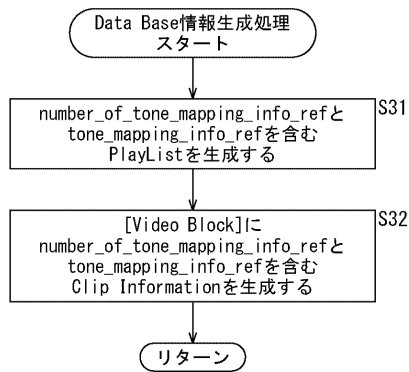 Data Base情報生成処理
スタート
S31
number_of_tone_mapping_info_refと
tone_mapping_info_refを含む
PlayListを生成する
S32
[Video Block]に
number_of_tone_mapping_info_refと
tone_mapping_info_refを含む
Clip Informationを生成する
リターン